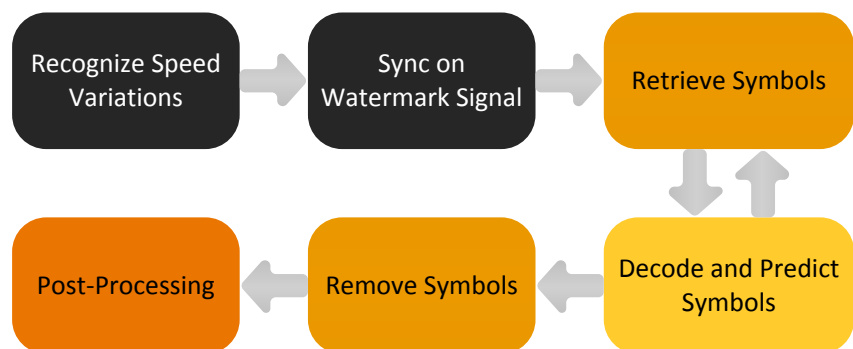 Recognize Speed
Variations
Sync on
Watermark Signal
Retrieve Symbols
Decode and Predict
Symbols
Remove Symbols
Post-Processing